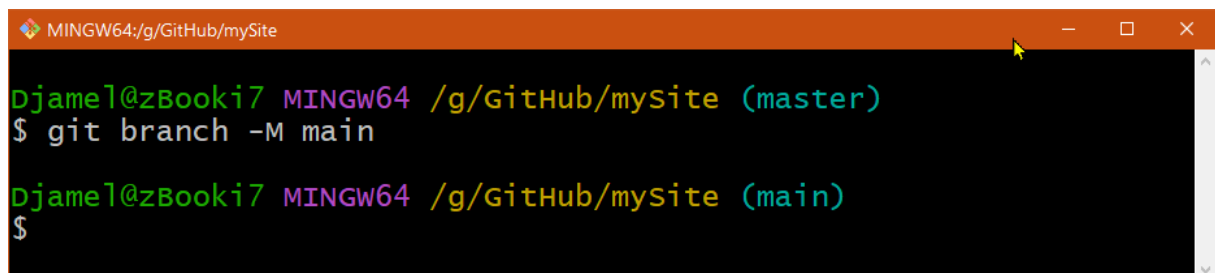 MINGW64:/g/GitHub/mySite
Djamel@zBooki7 MINGW64 /g/GitHub/mySite (master)
$ git branch -M main
Djamel@zBooki7 MINGW64 /g/GitHub/mySite (main)
$